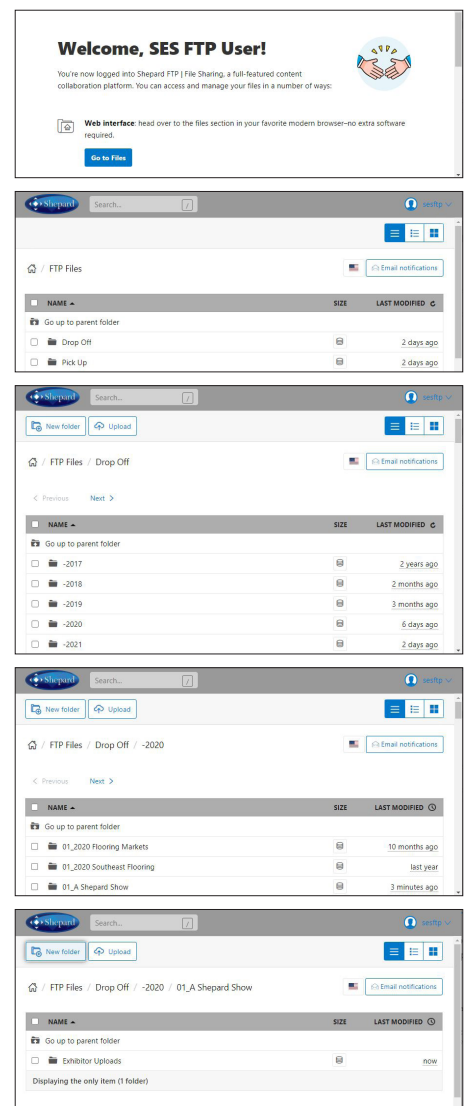 Welcome, SES FTP User!
You're now logged into Shepard FTP | File Sharing, a full-featured content
collaboration platform. You can access and manage your files in a number of ways:
Web interface: head over to the files section in your favorite modern browser–no extra software
required.
Go to Files
Shepard Search... / sesftp
/ FTP Files Email notifications
NAME SIZE LAST MODIFIED
Go up to parent folder
Drop Off 2 days ago
Pick Up 2 days ago
Shepard Search... / sesftp
New folder Upload
/ FTP Files / Drop Off Email notifications
< Previous Next >
NAME SIZE LAST MODIFIED
Go up to parent folder
-2017 2 years ago
-2018 2 months ago
-2019 3 months ago
-2020 6 days ago
-2021 2 days ago
Shepard Search... / sesftp
New folder Upload
/ FTP Files / Drop Off / -2020 Email notifications
< Previous Next >
NAME SIZE LAST MODIFIED
Go up to parent folder
01_2020 Flooring Markets 10 months ago
01_2020 Southeast Flooring last year
01_A Shepard Show 3 minutes ago
Shepard Search... / sesftp
New folder Upload
/ FTP Files / Drop Off / -2020 / 01_A Shepard Show Email notifications
NAME SIZE LAST MODIFIED
Go up to parent folder
Exhibitor Uploads now
Displaying the only item (1 folder)